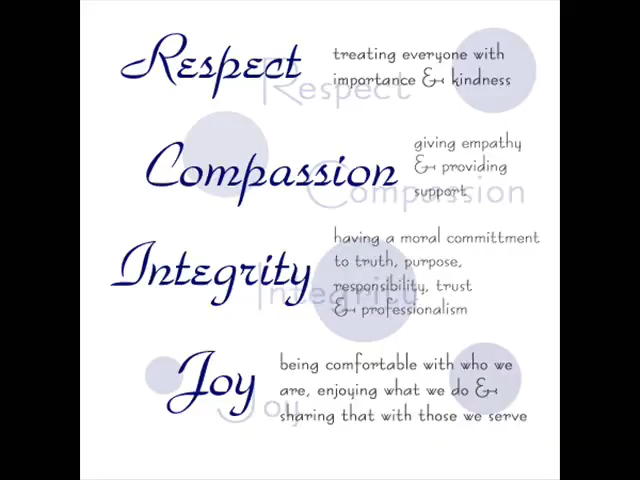 Respect
treating everyone with
importance & kindness
Respect
Compassion
giving empathy
& providing
support
Compassion
Integrity
having a moral committment
to truth, purpose,
responsibility, trust
& professionalism
Integrity
Joy
being comfortable with who we
are, enjoying what we do &
sharing that with those we serve
Joy